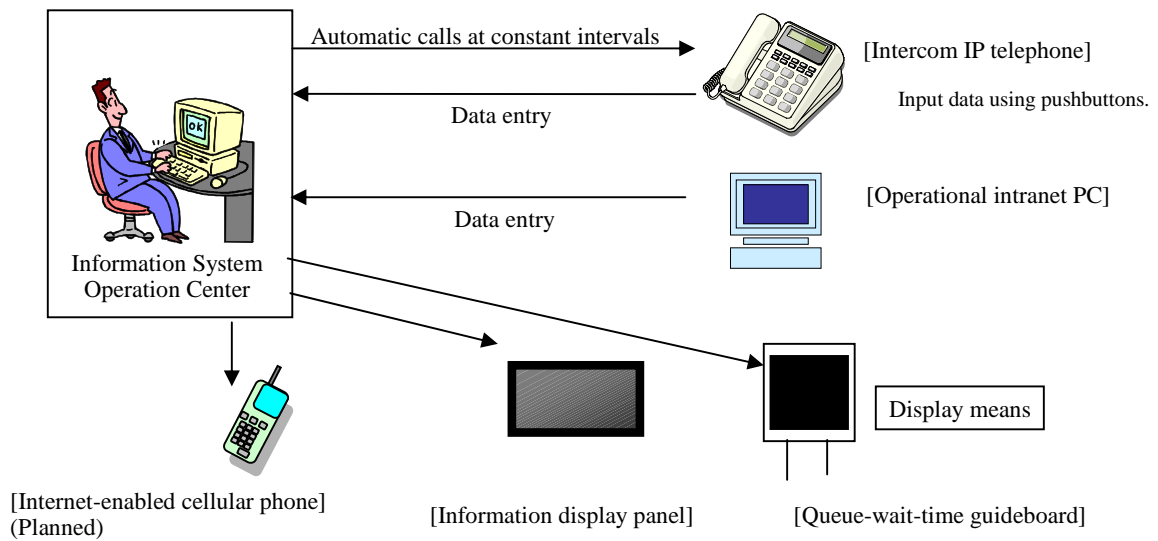 Automatic calls at constant intervals
[Intercom IP telephone]
Input data using pushbuttons.
Data entry
ok
[Operational intranet PC]
Data entry
Information System
Operation Center
Display means
[Internet-enabled cellular phone]
(Planned)
[Information display panel]
[Queue-wait-time guideboard]